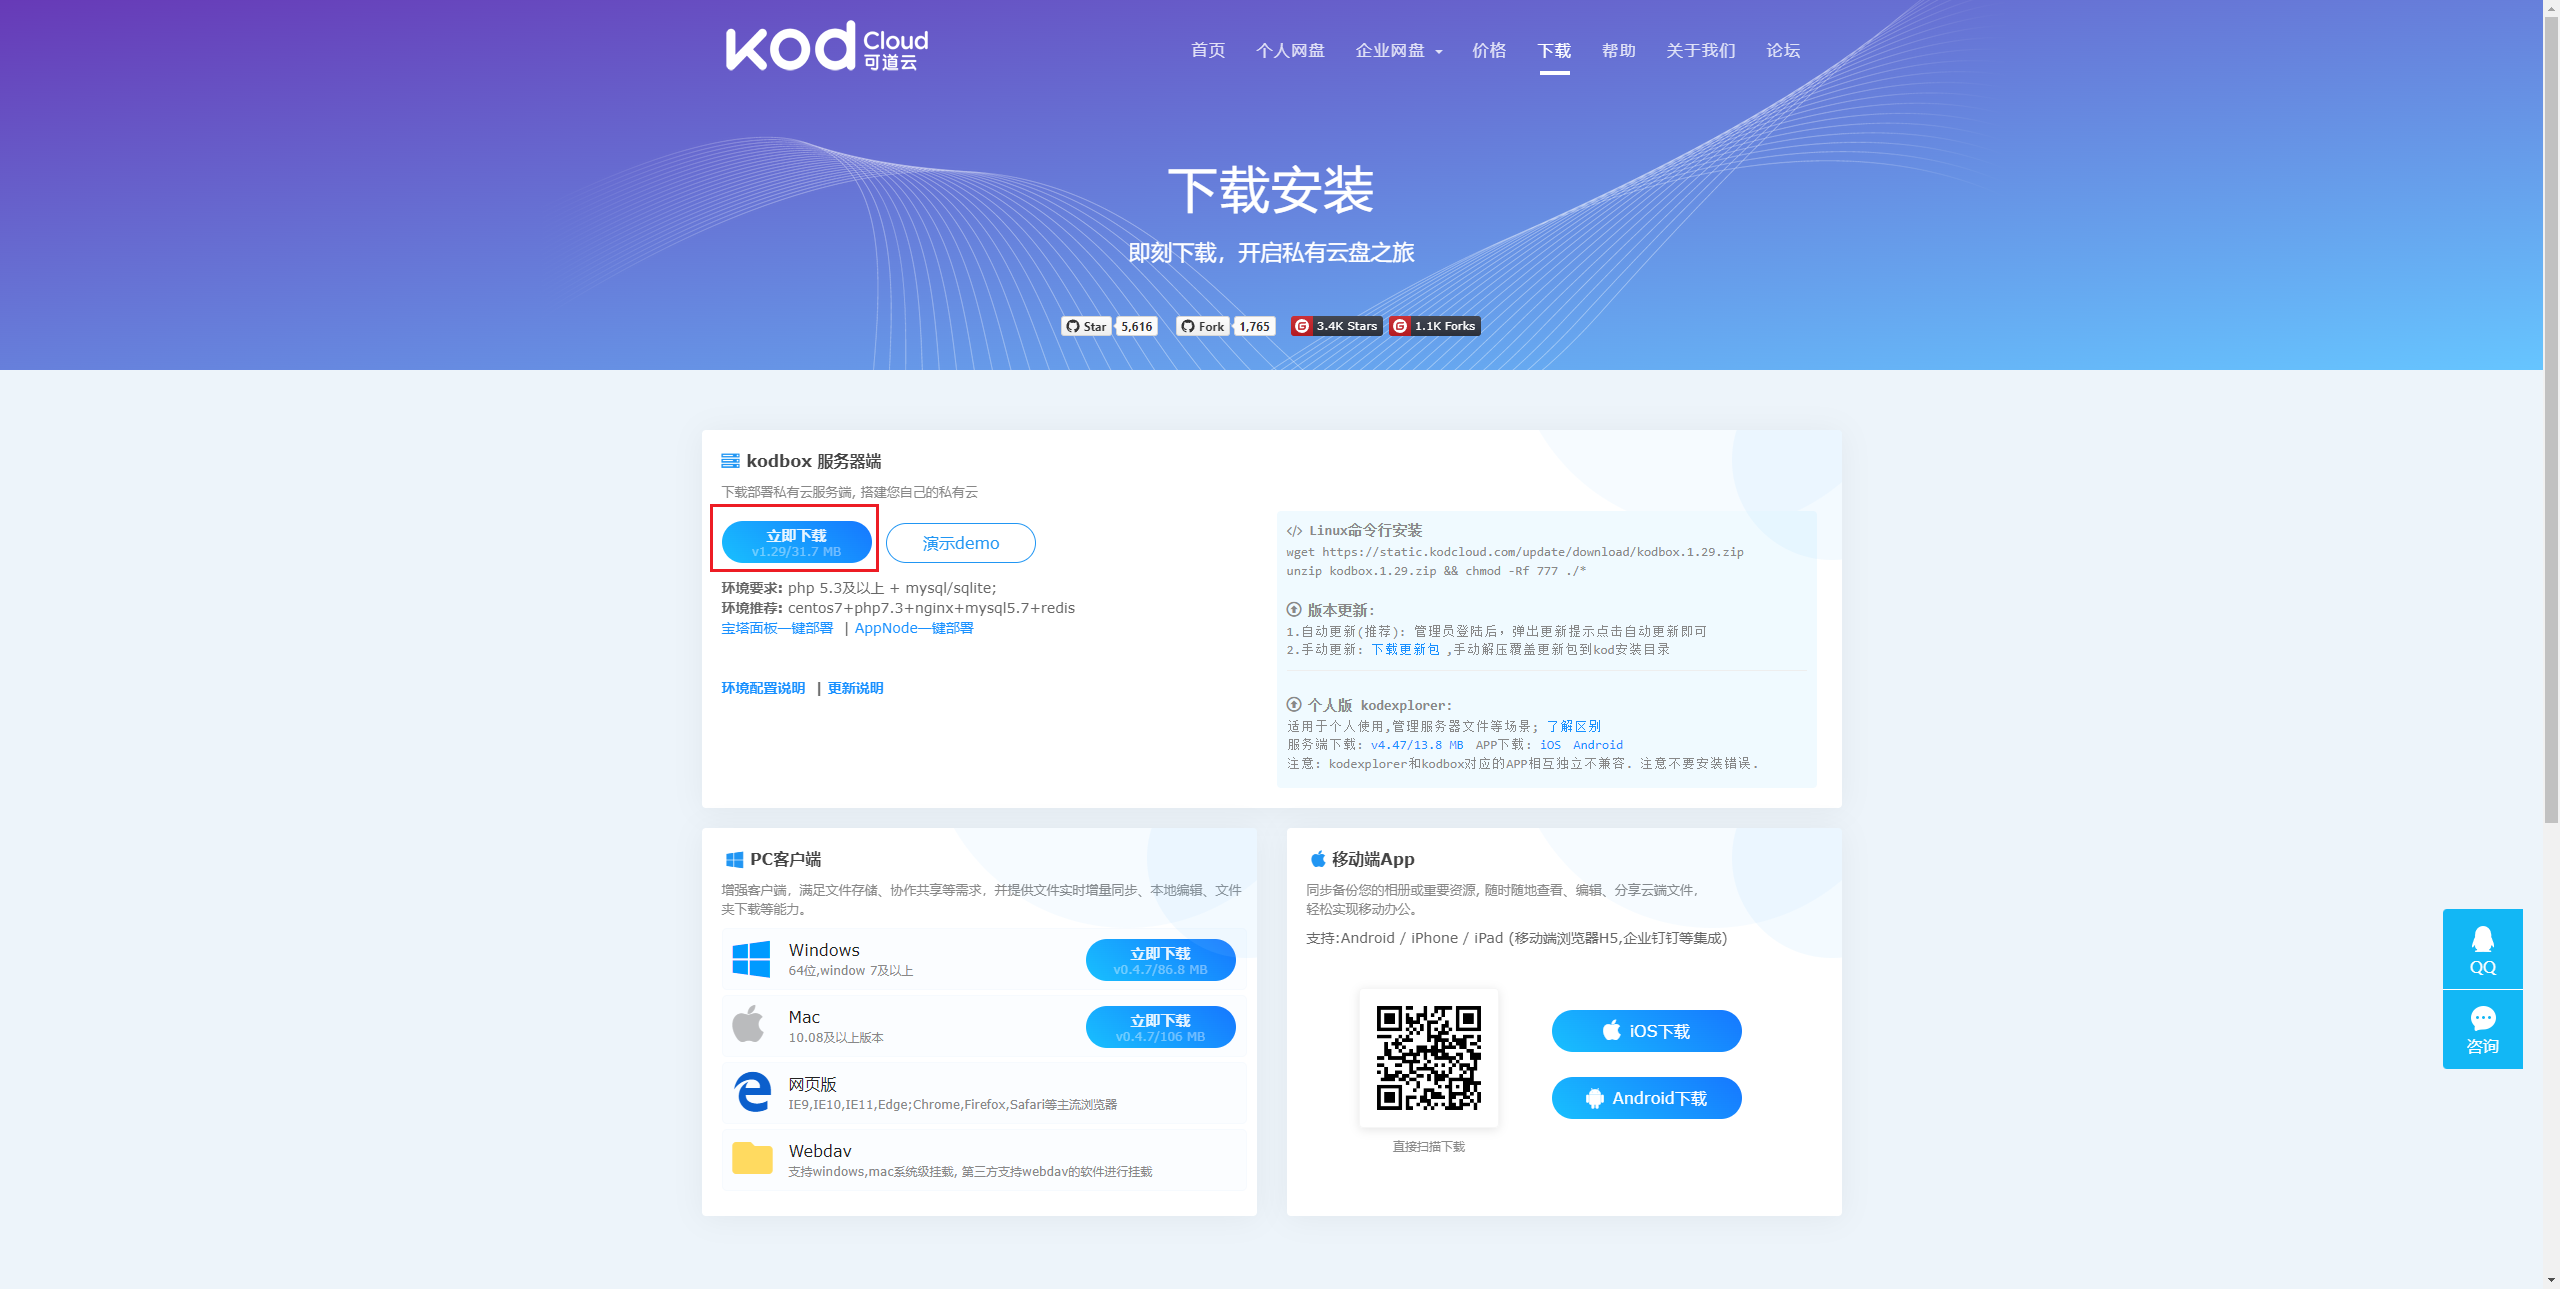 kod Cloud 可道云
首页 个人网盘 企业网盘 价格 下载 帮助 关于我们 论坛
下载安装
即刻下载，开启私有云盘之旅
Star 5,616 Fork 1,765 3.4K Stars 1.1K Forks
kodbox 服务器端
下载部署私有云服务端, 搭建您自己的私有云
立即下载
v1.29/31.7 MB
演示demo
环境要求: php 5.3及以上 + mysql/sqlite;
环境推荐: centos7+php7.3+nginx+mysql5.7+redis
宝塔面板一键部署 | AppNode一键部署
环境配置说明 | 更新说明
</> Linux命令行安装
wget https://static.kodcloud.com/update/download/kodbox.1.29.zip
unzip kodbox.1.29.zip && chmod -Rf 777 ./*
版本更新:
1.自动更新(推荐): 管理员登陆后，弹出更新提示点击自动更新即可
2.手动更新: 下载更新包 ,手动解压覆盖更新包到kod安装目录
个人版 kodexplorer:
适用于个人使用,管理服务器文件等场景; 了解区别
服务端下载: v4.47/13.8 MB APP下载: iOS Android
注意: kodexplorer和kodbox对应的APP相互独立不兼容. 注意不要安装错误.
PC客户端
增强客户端，满足文件存储、协作共享等需求，并提供文件实时增量同步、本地编辑、文件
夹下载等能力。
Windows
64位,window 7及以上
立即下载
v0.4.7/86.8 MB
Mac
10.08及以上版本
立即下载
v0.4.7/106 MB
网页版
IE9,IE10,IE11,Edge;Chrome,Firefox,Safari等主流浏览器
Webdav
支持windows,mac系统级挂载, 第三方支持webdav的软件进行挂载
移动端App
同步备份您的相册或重要资源, 随时随地查看、编辑、分享云端文件，
轻松实现移动办公。
支持:Android / iPhone / iPad (移动端浏览器H5,企业钉钉等集成)
iOS下载
Android下载
直接扫描下载
QQ
咨询